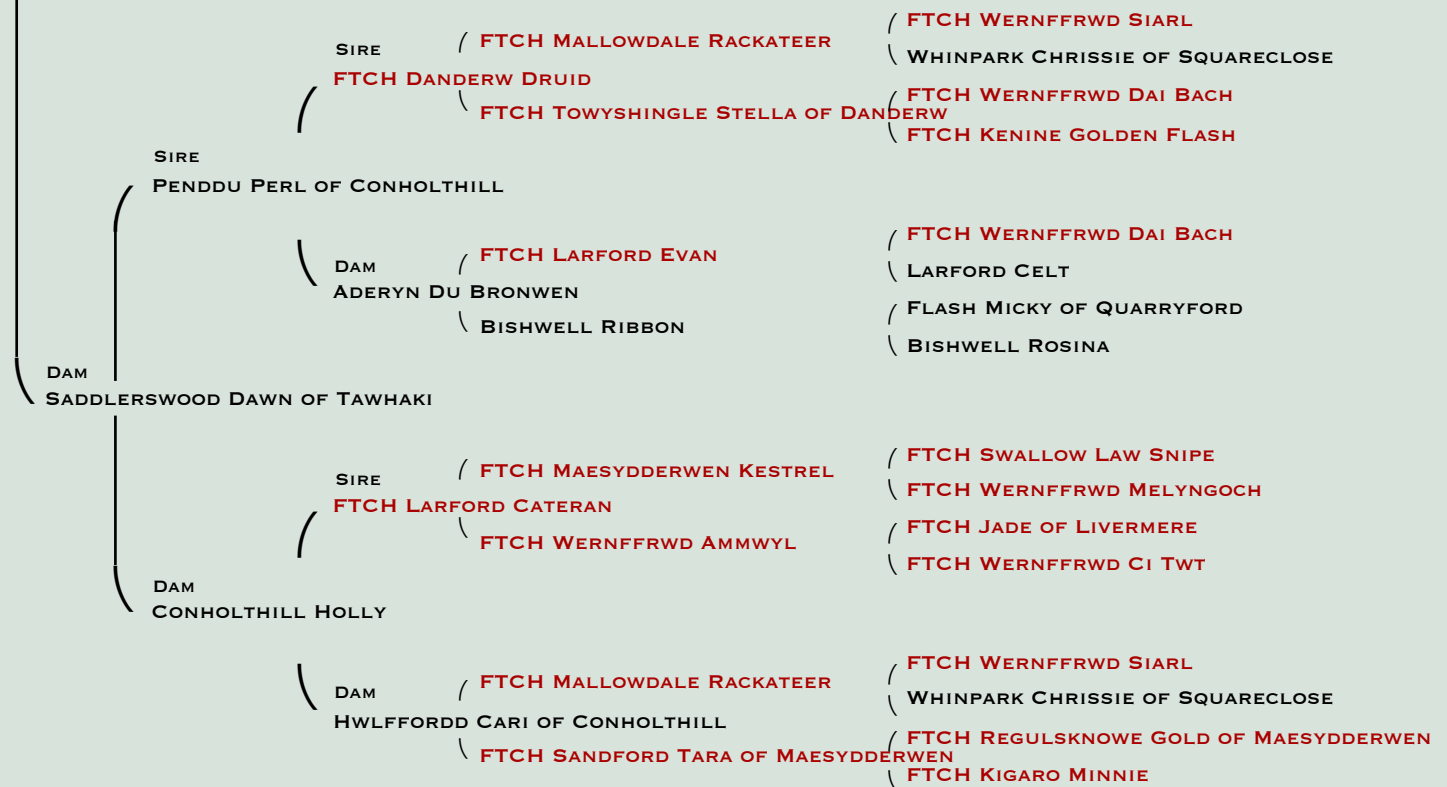 FTCH Wernffrwd Siarl
FTCH Mallowdale Rackateer
Sire
Whinpark Chrissie of Squareclose
FTCH Danderw Druid
FTCH Wernffrwd Dai Bach
FTCH Towyshingle Stella of Danderw
FTCH Kenine Golden Flash
Sire
Penddu Perl of Conholthill
FTCH Wernffrwd Dai Bach
FTCH Larford Evan
Dam
Larford Celt
Aderyn Du Bronwen
Flash Micky of Quarryford
Bishwell Ribbon
Bishwell Rosina
Dam
Saddlerswood Dawn of Tawhaki
FTCH Swallow Law Snipe
FTCH Maesydderwen Kestrel
Sire
FTCH Wernffrwd Melyngoch
FTCH Larford Cateran
FTCH Jade of Livermere
FTCH Wernffrwd Ammwyl
FTCH Wernffrwd Ci Twt
Dam
Conholthill Holly
FTCH Wernffrwd Siarl
FTCH Mallowdale Rackateer
Dam
Whinpark Chrissie of Squareclose
Hwlffordd Cari of Conholthill
FTCH Regulsknowe Gold of Maesydderwen
FTCH Sandford Tara of Maesydderwen
FTCH Kigaro Minnie